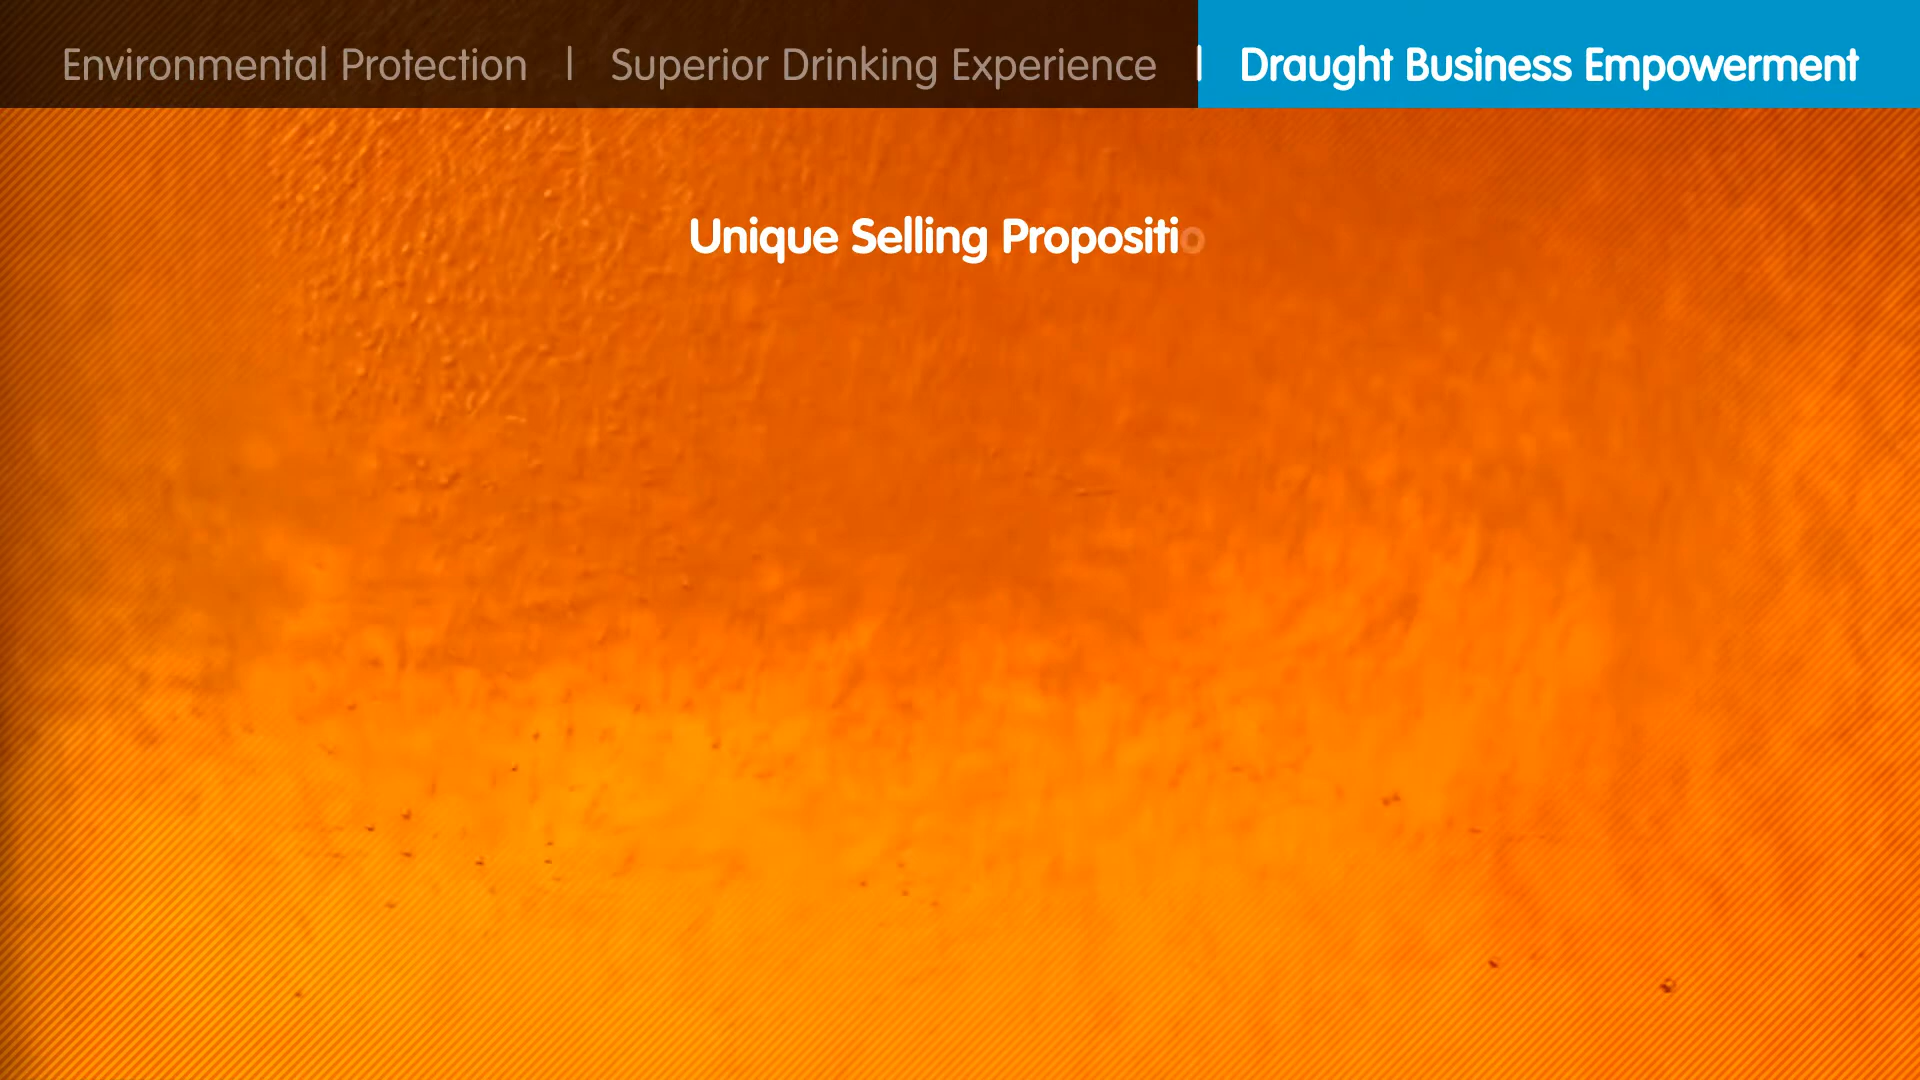 Environmental Protection | Superior Drinking Experience | Draught Business Empowerment
Unique Selling Propositio